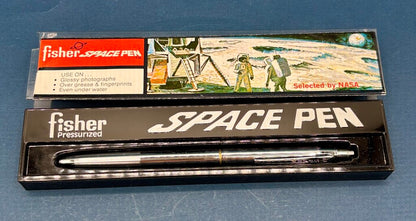 fisher SPACE PEN
USE ON . . .
• Glossy photographs
• Over grease & fingerprints
• Even under water
Selected by NASA
fisher SPACE PEN
Pressurized